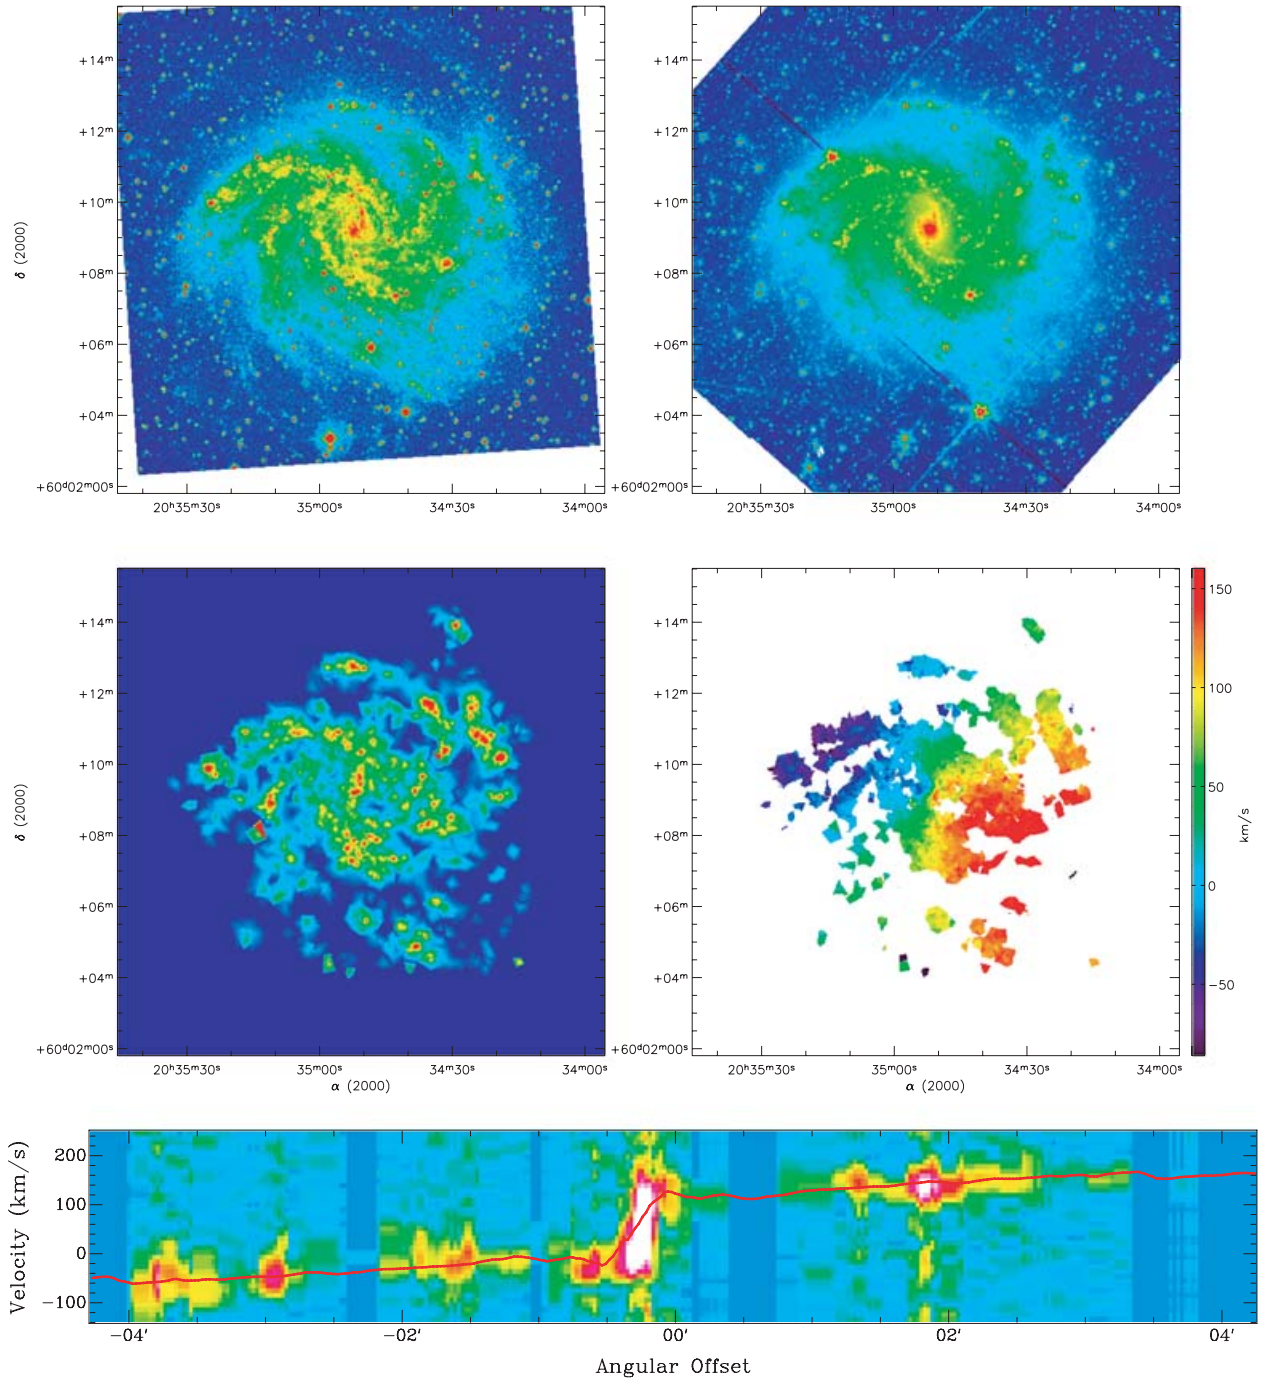 +14ᵐ
+12ᵐ
+10ᵐ
+08ᵐ
+06ᵐ
+04ᵐ
+60ᵈ02ᵐ00ˢ
δ (2000)
20ʰ35ᵐ30ˢ 35ᵐ00ˢ 34ᵐ30ˢ 34ᵐ00ˢ
+14ᵐ
+12ᵐ
+10ᵐ
+08ᵐ
+06ᵐ
+04ᵐ
+60ᵈ02ᵐ00ˢ
20ʰ35ᵐ30ˢ 35ᵐ00ˢ 34ᵐ30ˢ 34ᵐ00ˢ
+14ᵐ
+12ᵐ
+10ᵐ
+08ᵐ
+06ᵐ
+04ᵐ
+60ᵈ02ᵐ00ˢ
δ (2000)
20ʰ35ᵐ30ˢ 35ᵐ00ˢ 34ᵐ30ˢ 34ᵐ00ˢ
α (2000)
+14ᵐ
+12ᵐ
+10ᵐ
+08ᵐ
+06ᵐ
+04ᵐ
+60ᵈ02ᵐ00ˢ
20ʰ35ᵐ30ˢ 35ᵐ00ˢ 34ᵐ30ˢ 34ᵐ00ˢ
α (2000)
150
100
50
0
−50
km/s
Velocity (km/s)
200
100
0
−100
−04′ −02′ 00′ 02′ 04′
Angular Offset